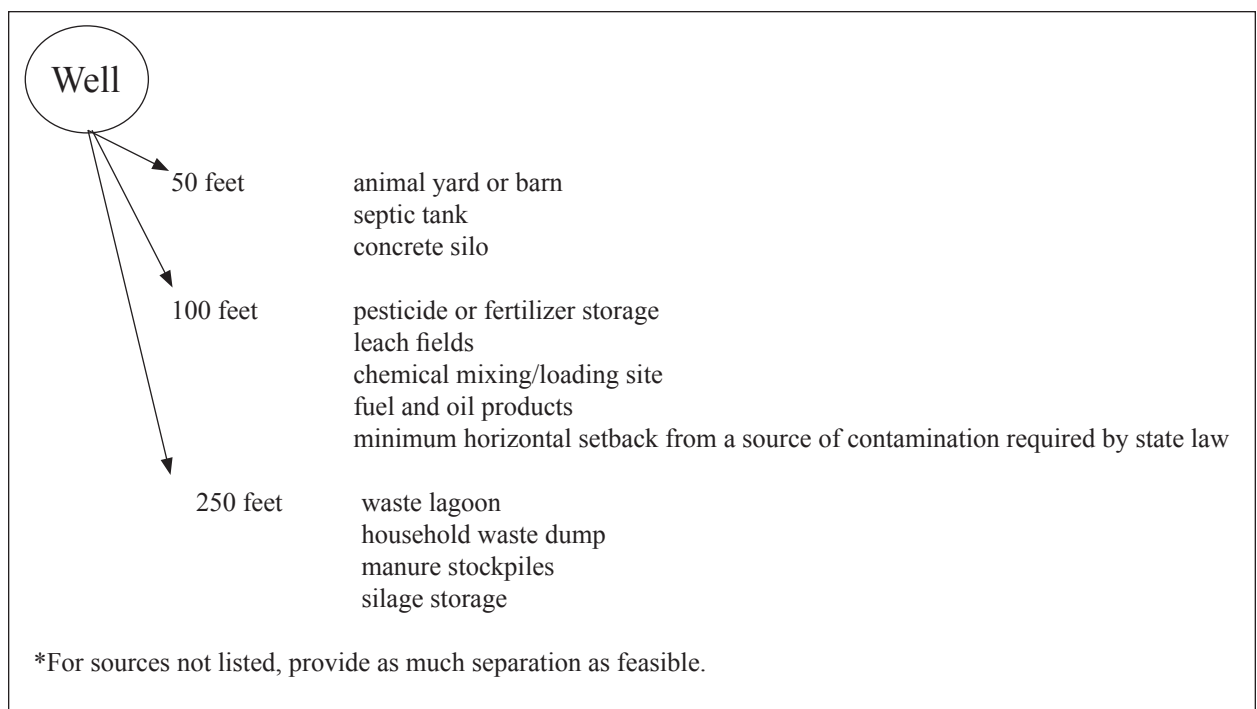 Well
50 feet animal yard or barn
septic tank
concrete silo
100 feet pesticide or fertilizer storage
leach fields
chemical mixing/loading site
fuel and oil products
minimum horizontal setback from a source of contamination required by state law
250 feet waste lagoon
household waste dump
manure stockpiles
silage storage
*For sources not listed, provide as much separation as feasible.